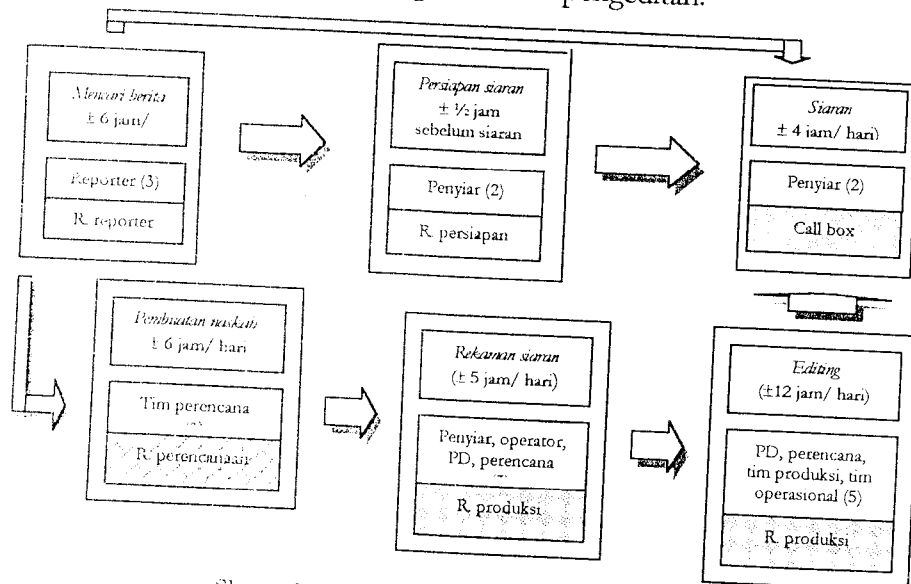 pengeditan.
Mencari berita
± 6 jam/
Reporter (3)
R. reporter
Persiapan siaran
± ½ jam
sebelum siaran
Penyiar (2)
R. persiapan
Siaran
± 4 jam/ hari)
Penyiar (2)
Call box
Pembuatan naskah
± 6 jam/ hari
Tim perencana
R. perencanaan
Rekaman siaran
(± 5 jam/ hari)
Penyiar, operator,
PD, perencana
R. produksi
Editing
(±12 jam/ hari)
PD, perencana,
tim produksi, tim
operasional (5)
R. produksi